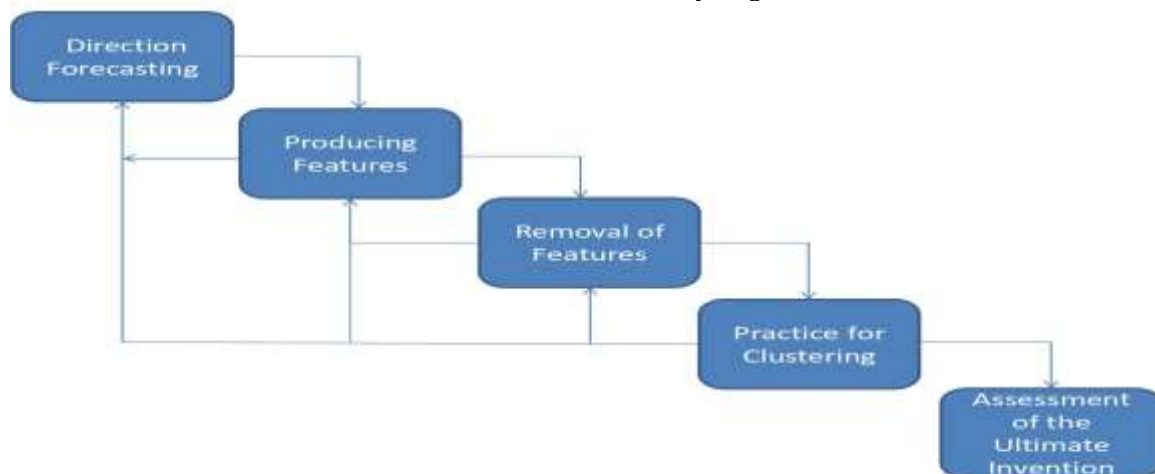 Direction
Forecasting
Producing
Features
Removal of
Features
Practice for
Clustering
Assessment
of the
Ultimate
Invention